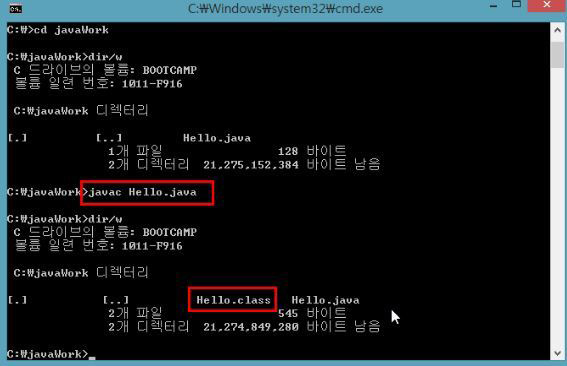 C:₩Windows₩system32₩cmd.exe
C:₩>cd javaWork
C:₩javaWork>dir/w
C 드라이브의 볼륨: BOOTCAMP
볼륨 일련 번호: 1011-F916
C:₩javaWork 디렉터리
[.] [..] Hello.java
1개 파일 128 바이트
2개 디렉터리 21,275,152,384 바이트 남음
C:₩javaWork>javac Hello.java
C:₩javaWork>dir/w
C 드라이브의 볼륨: BOOTCAMP
볼륨 일련 번호: 1011-F916
C:₩javaWork 디렉터리
[.] [..] Hello.class Hello.java
2개 파일 545 바이트
2개 디렉터리 21,274,849,280 바이트 남음
C:₩javaWork>_